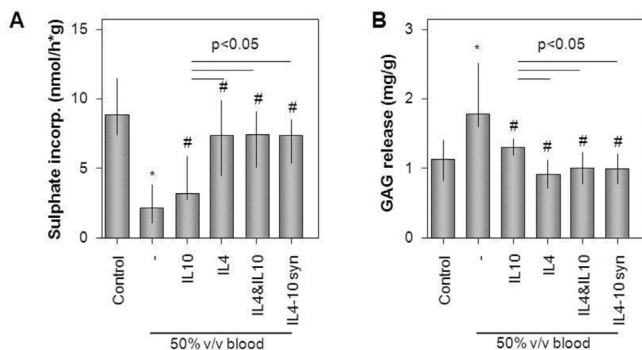 A
Sulphate incorp. (nmol/h*g)
15
10
5
0
p<0.05
*
#
#
#
#
Control
-
IL10
IL4
IL4&IL10
IL4-10 syn
50% v/v blood
B
GAG release (mg/g)
3
2
1
0
p<0.05
*
#
#
#
#
Control
-
IL10
IL4
IL4&IL10
IL4-10 syn
50% v/v blood